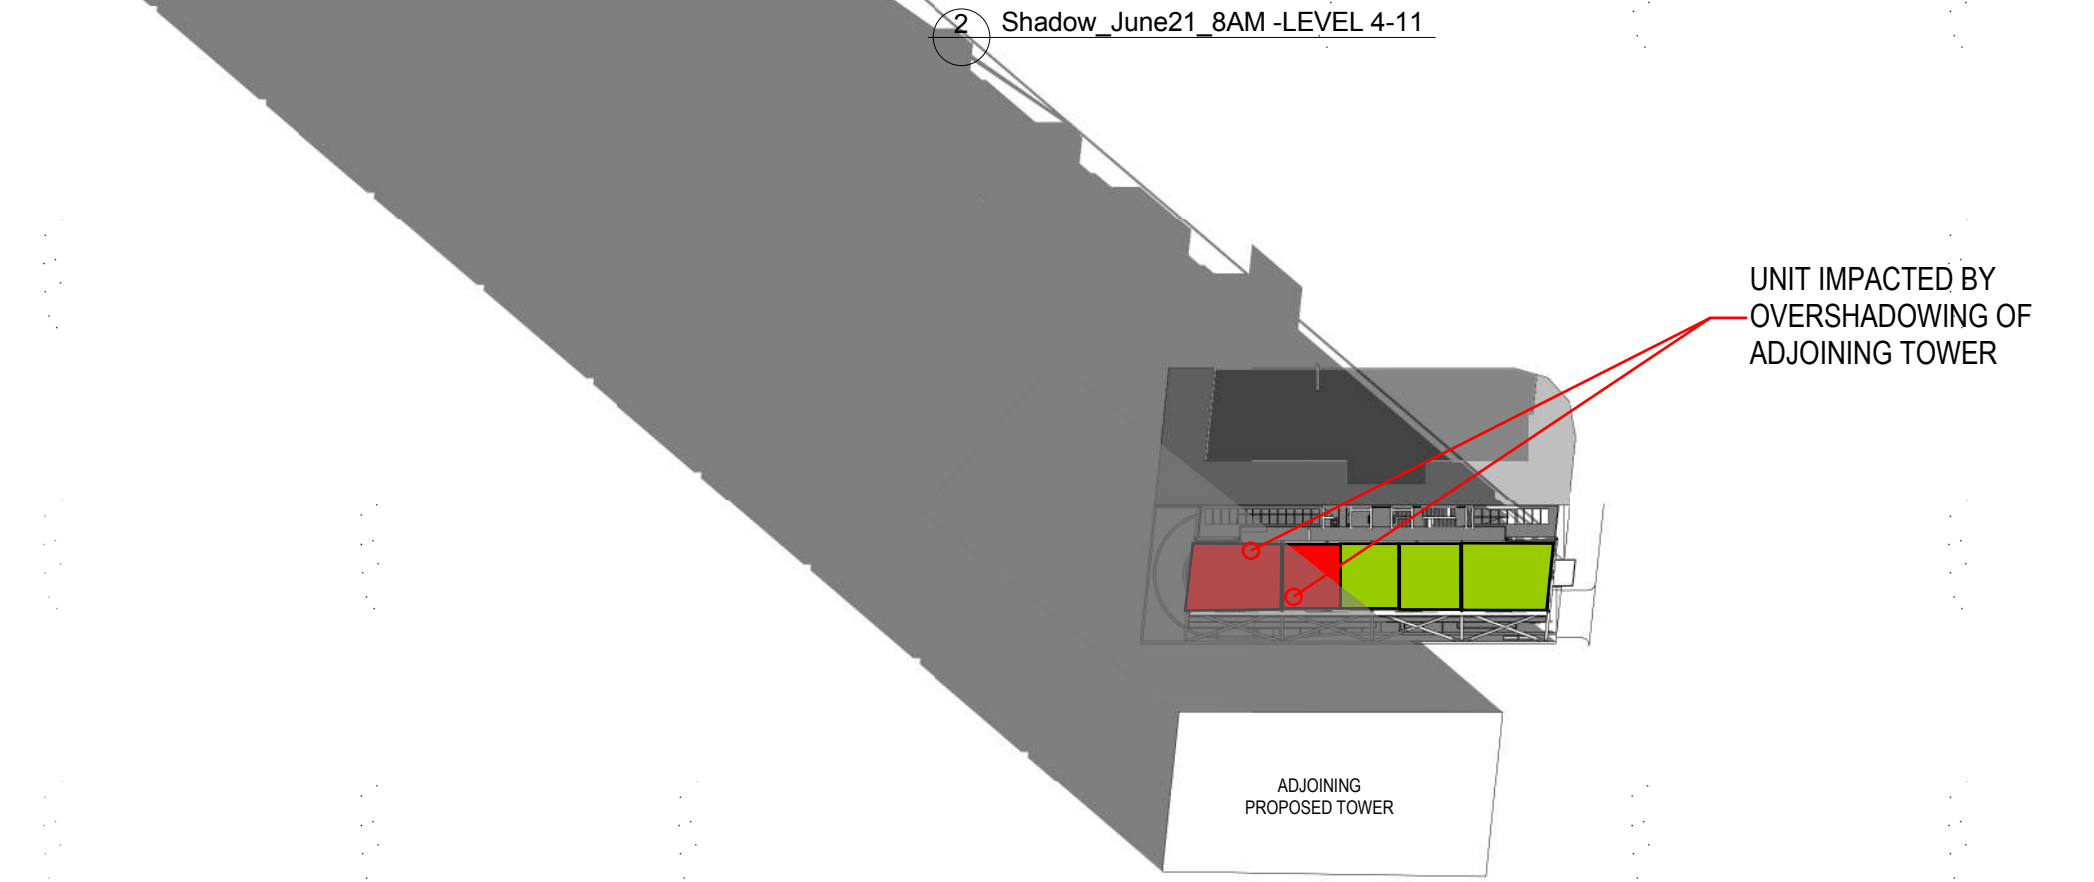 2 Shadow_June21_8AM -LEVEL 4-11
UNIT IMPACTED BY
OVERSHADOWING OF
ADJOINING TOWER
ADJOINING
PROPOSED TOWER